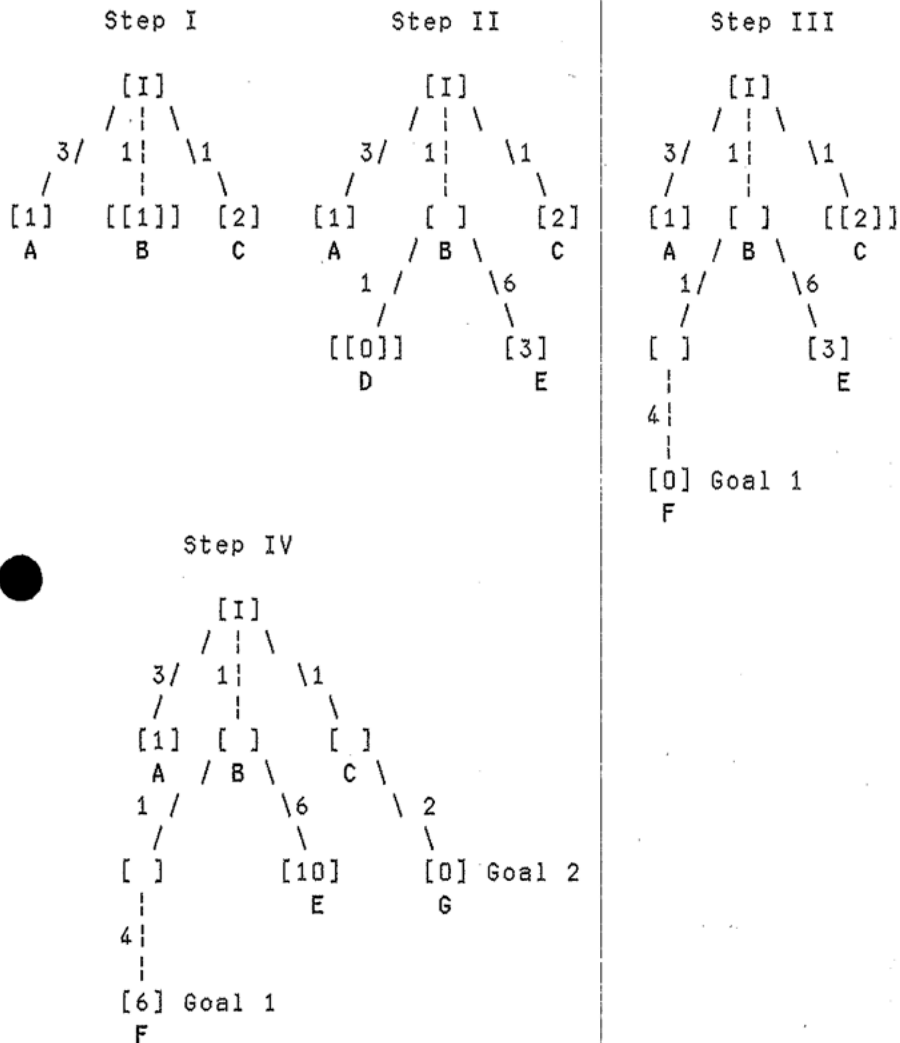 Step I Step II Step III
[I] [I] [I]
3/ 1¦ \1 3/ 1¦ \1 3/ 1¦ \1
[1] [[1]] [2] [1] [ ] [2] [1] [ ] [[2]]
A B C A B C A B C
1 / \6 1/ \6
[[0]] [3] [ ] [3]
D E E
4¦
[0] Goal 1
F
Step IV
[I]
3/ 1¦ \1
[1] [ ] [ ]
A B C
1 / \6 \ 2
[ ] [10] [0] Goal 2
E G
4¦
[6] Goal 1
F